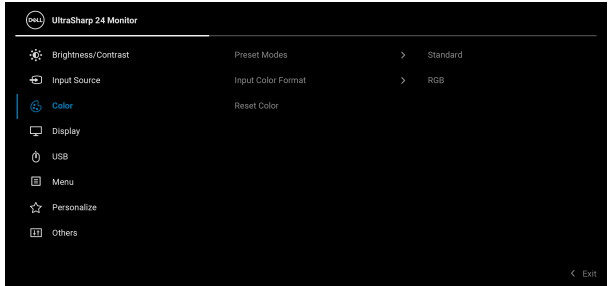 DELL UltraSharp 24 Monitor
Brightness/Contrast Preset Modes > Standard
Input Source Input Color Format > RGB
Color Reset Color
Display
USB
Menu
Personalize
Others
< Exit